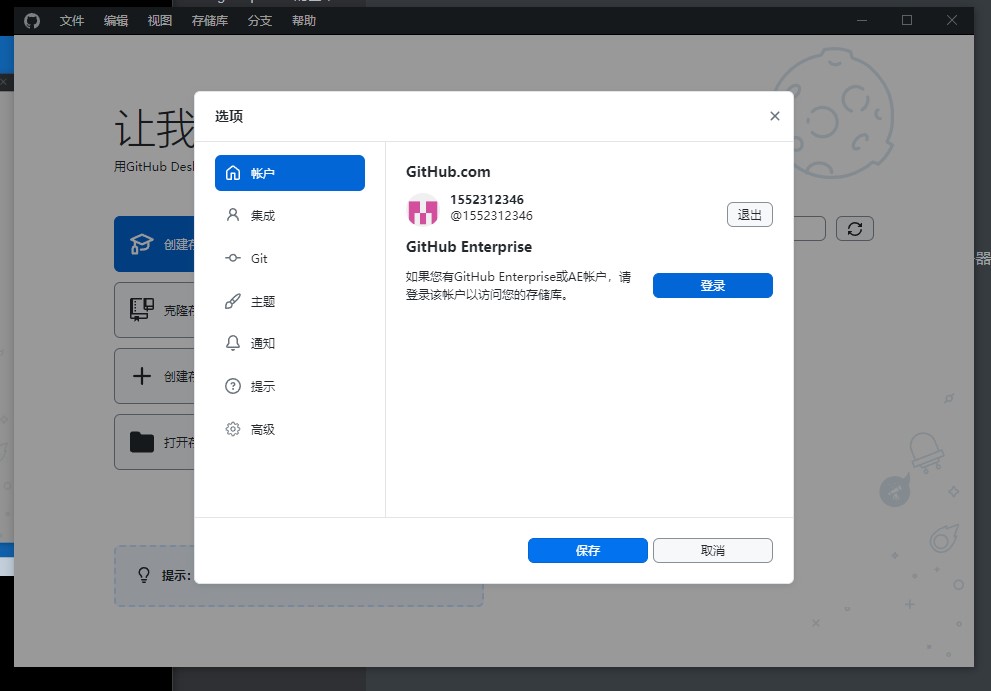 文件 编辑 视图 存储库 分支 帮助
让我
用GitHub Des
创建存
克隆存
创建存
打开存
提示:
选项
帐户
集成
Git
主题
通知
提示
高级
GitHub.com
1552312346
@1552312346
退出
GitHub Enterprise
如果您有GitHub Enterprise或AE帐户，请
登录该帐户以访问您的存储库。
登录
保存
取消
器